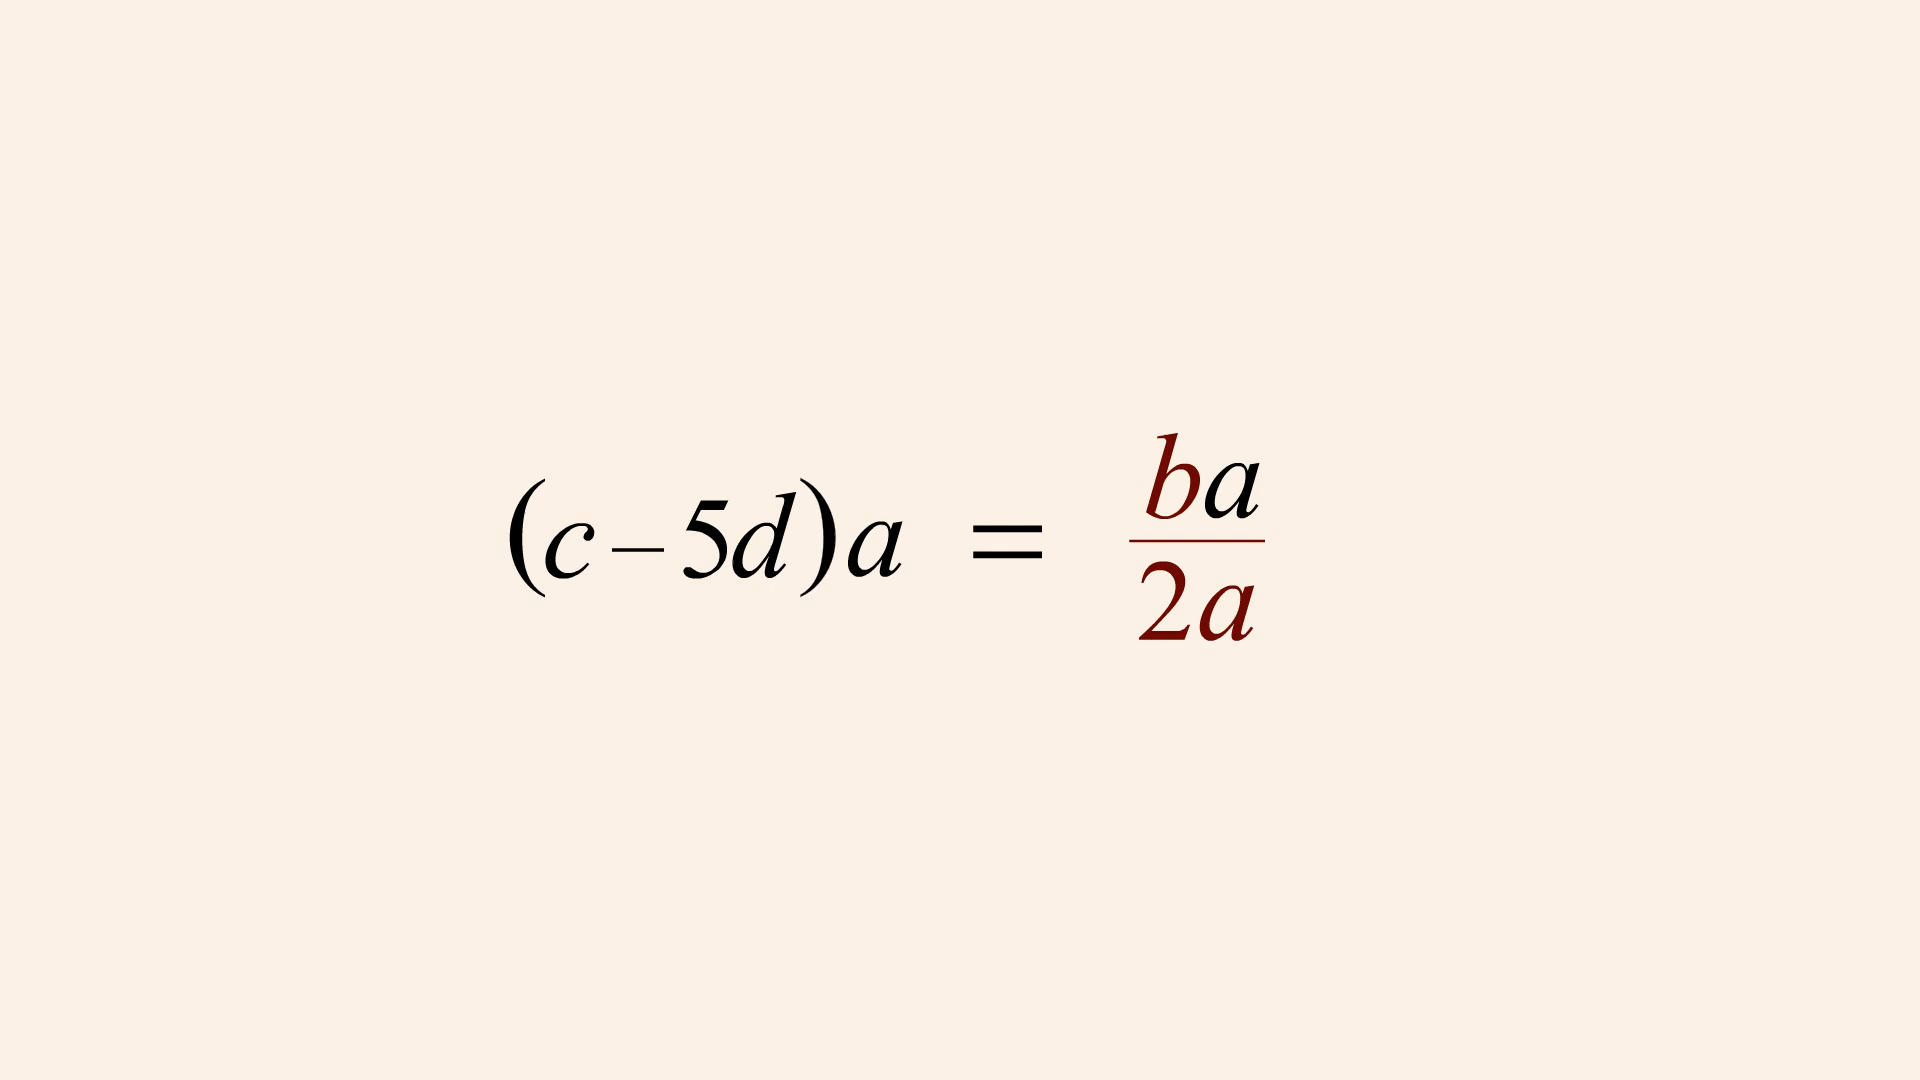 (c – 5d)a = ba/2a